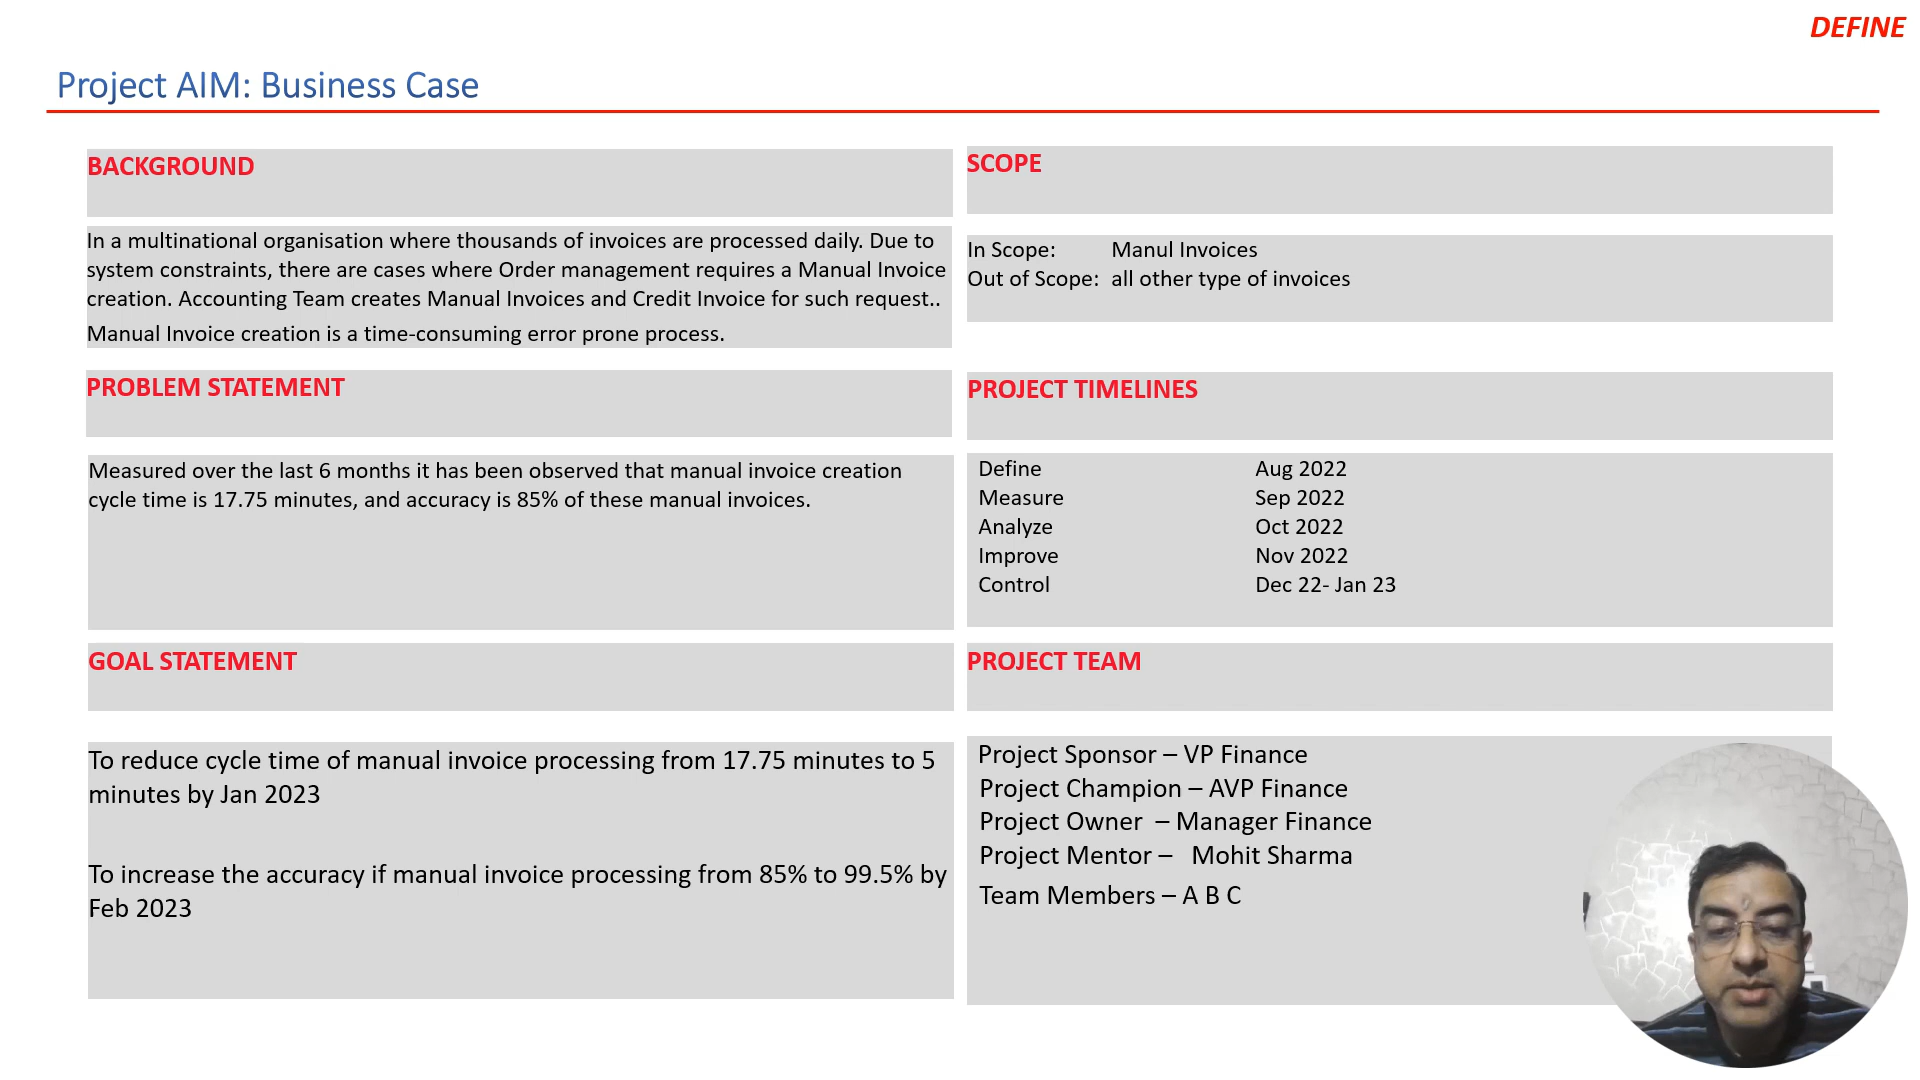 DEFINE
Project AIM: Business Case
BACKGROUND
In a multinational organisation where thousands of invoices are processed daily. Due to
system constraints, there are cases where Order management requires a Manual Invoice
creation. Accounting Team creates Manual Invoices and Credit Invoice for such request..
Manual Invoice creation is a time-consuming error prone process.
PROBLEM STATEMENT
Measured over the last 6 months it has been observed that manual invoice creation
cycle time is 17.75 minutes, and accuracy is 85% of these manual invoices.
GOAL STATEMENT
To reduce cycle time of manual invoice processing from 17.75 minutes to 5
minutes by Jan 2023
To increase the accuracy if manual invoice processing from 85% to 99.5% by
Feb 2023
SCOPE
In Scope: Manul Invoices
Out of Scope: all other type of invoices
PROJECT TIMELINES
Define Aug 2022
Measure Sep 2022
Analyze Oct 2022
Improve Nov 2022
Control Dec 22- Jan 23
PROJECT TEAM
Project Sponsor – VP Finance
Project Champion – AVP Finance
Project Owner – Manager Finance
Project Mentor – Mohit Sharma
Team Members – A B C